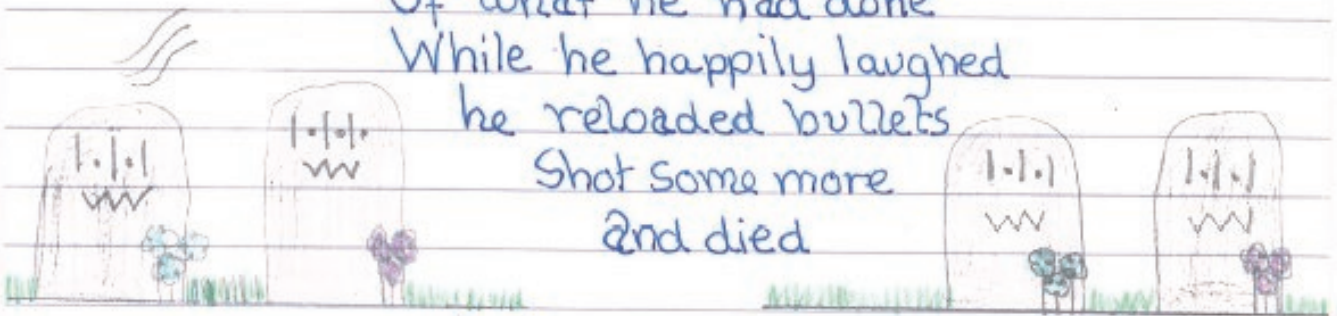 Of what he had done
While he happily laughed
he reloaded bullets
Shot some more
and died